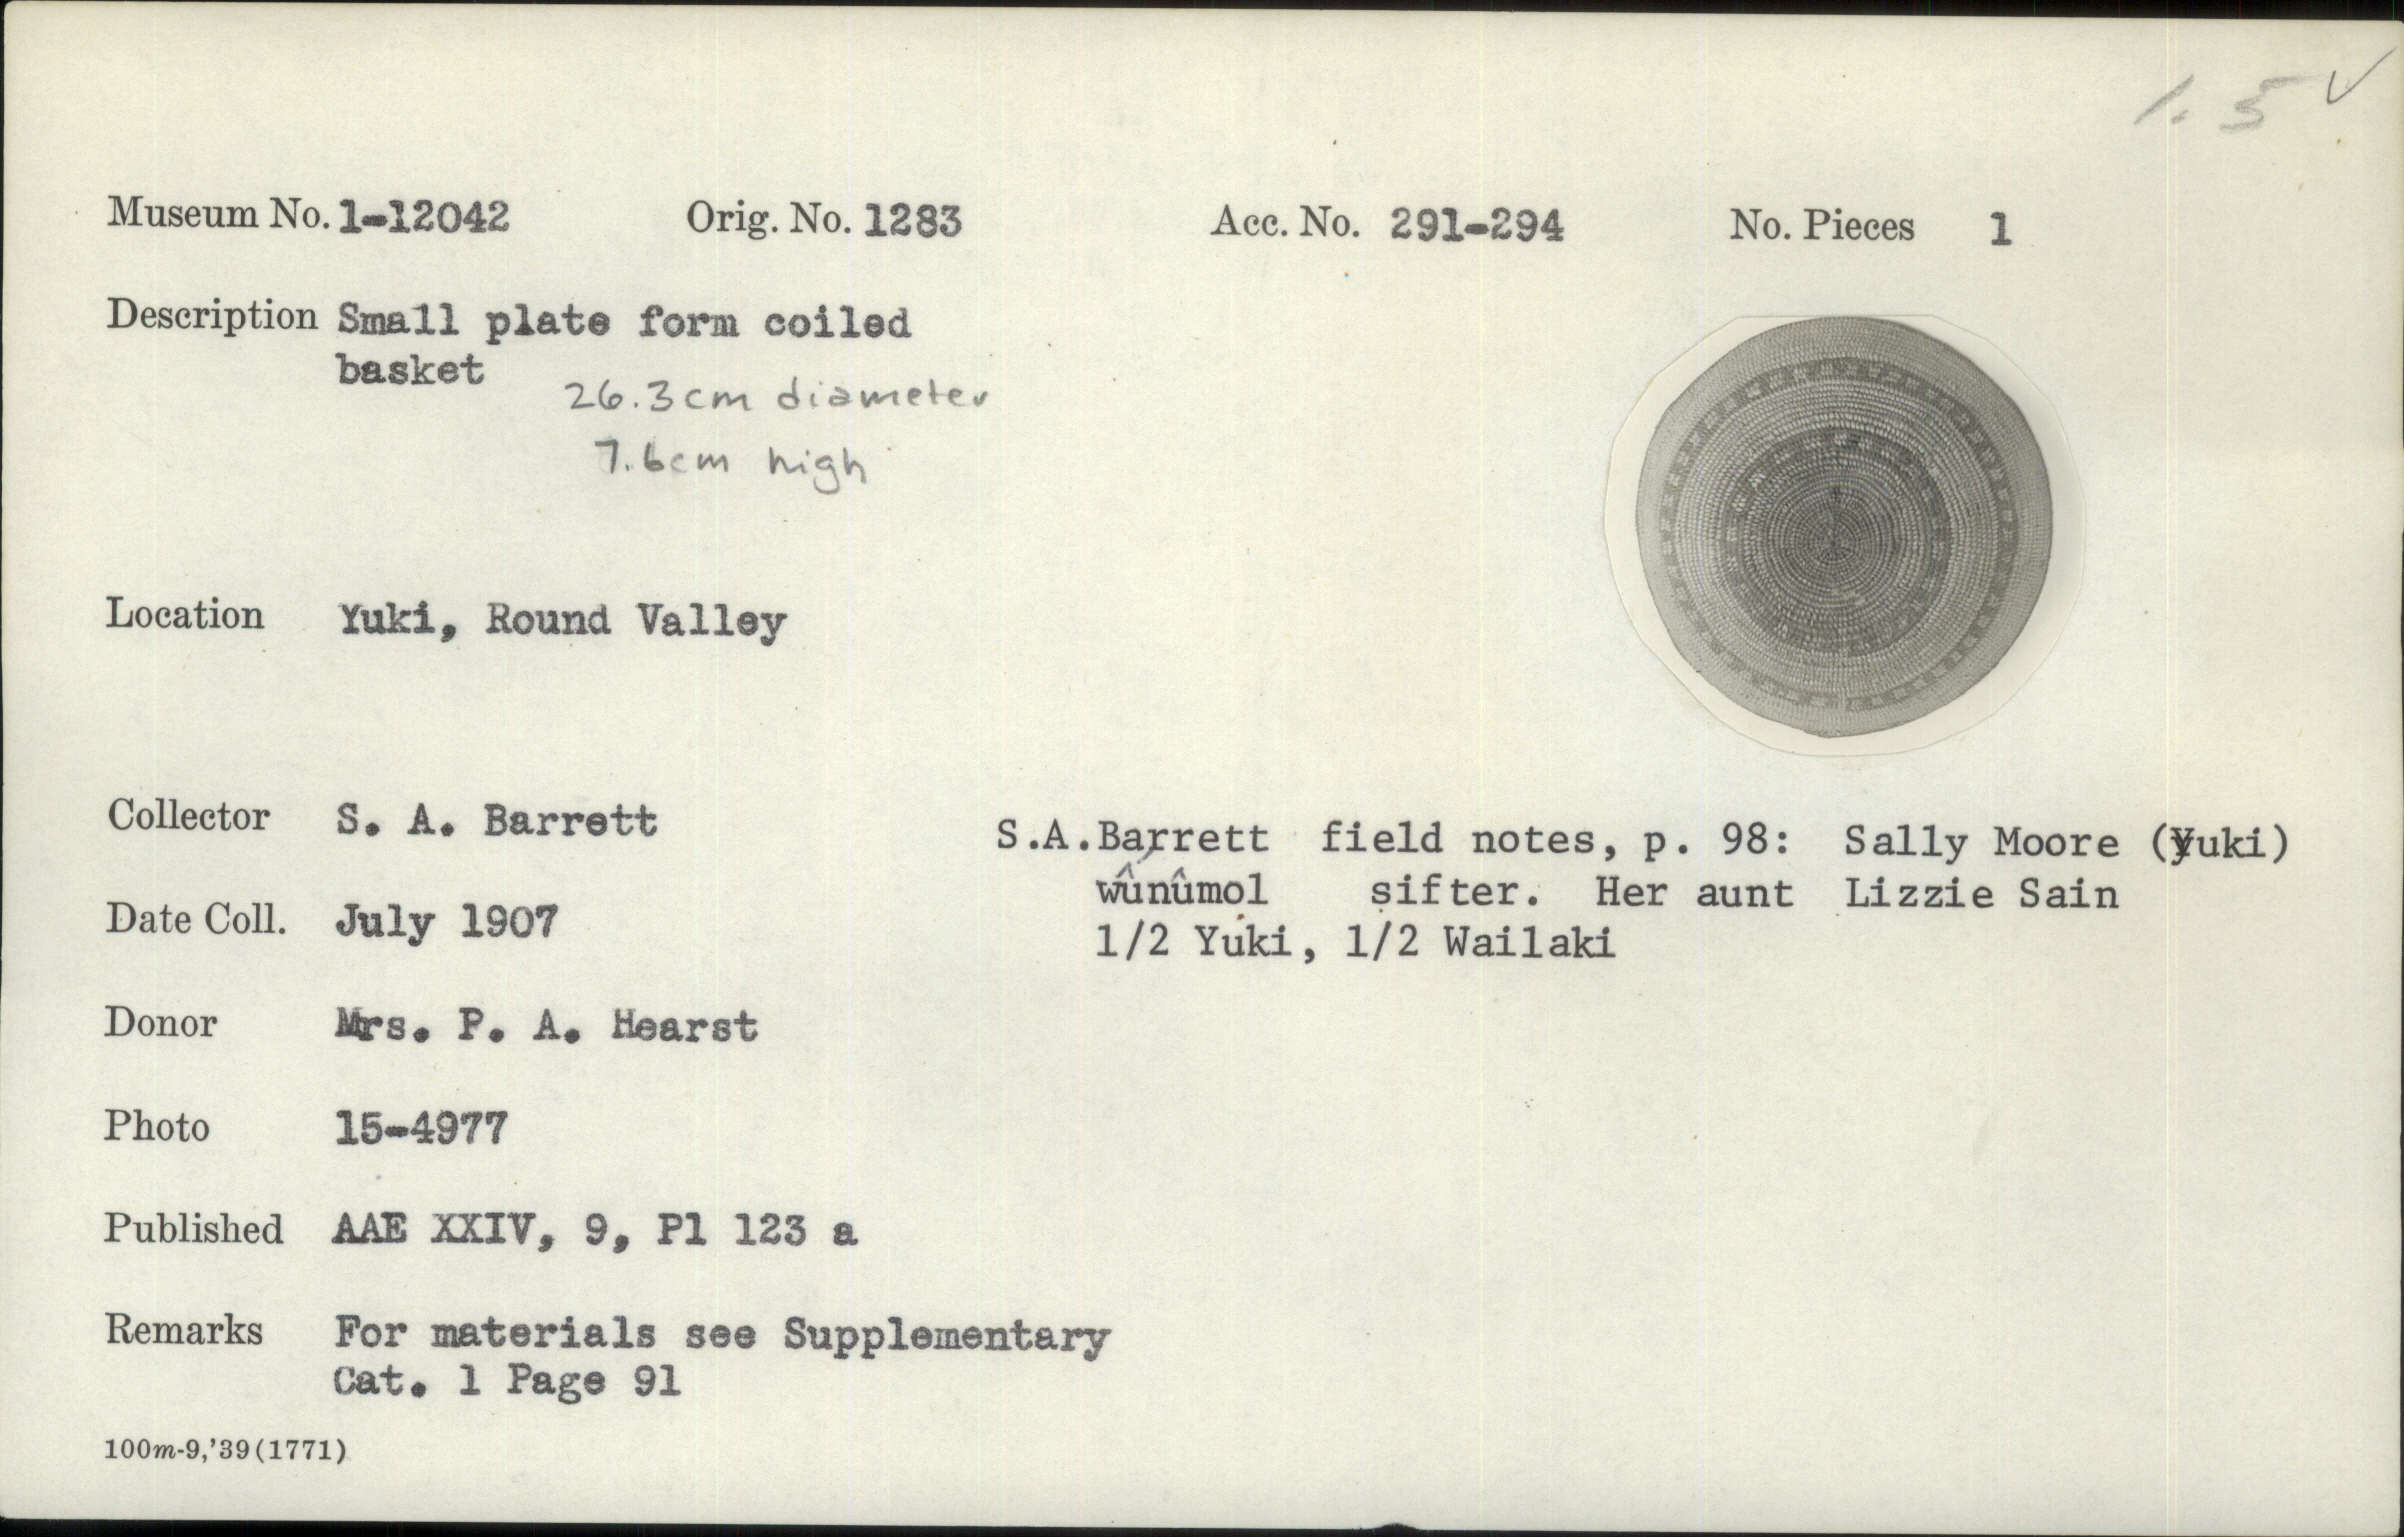 1.5 ✓
Museum No. 1-12042 Orig. No. 1283 Acc. No. 291-294 No. Pieces 1
Description Small plate form coiled
basket
26.3cm diameter
7.6cm high
Location Yuki, Round Valley
Collector S. A. Barrett
S.A.Barrett field notes, p. 98: Sally Moore (Yuki)
wûnûmol sifter. Her aunt Lizzie Sain
1/2 Yuki, 1/2 Wailaki
Date Coll. July 1907
Donor Mrs. P. A. Hearst
Photo 15-4977
Published AAE XXIV, 9, Pl 123 a
Remarks For materials see Supplementary
Cat. 1 Page 91
100m-9,'39(1771)